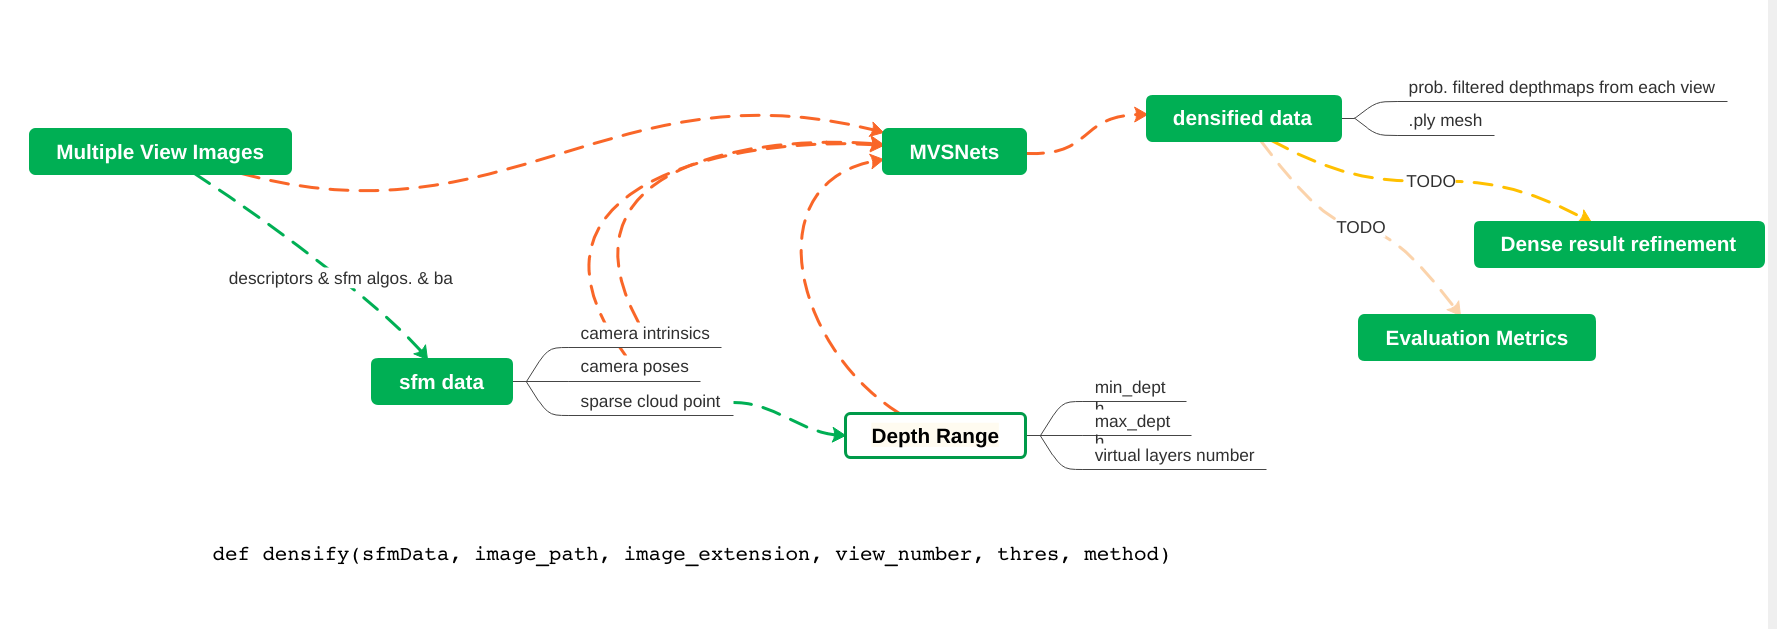 prob. filtered depthmaps from each view
densified data
.ply mesh
Multiple View Images
MVSNets
TODO
TODO
Dense result refinement
descriptors & sfm algos. & ba
Evaluation Metrics
camera intrinsics
camera poses
sfm data
sparse cloud point
min_dept
h
max_dept
h
Depth Range
virtual layers number
def densify(sfmData, image_path, image_extension, view_number, thres, method)